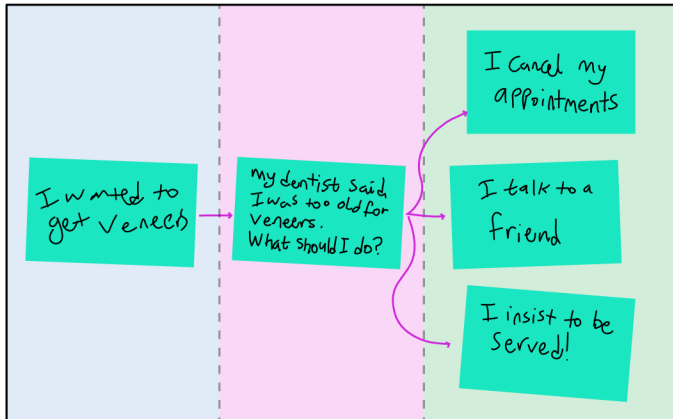 I wanted to
get veneers
my dentist said
I was too old for
veneers.
What should I do?
I cancel my
appointments
I talk to a
friend
I insist to be
served!